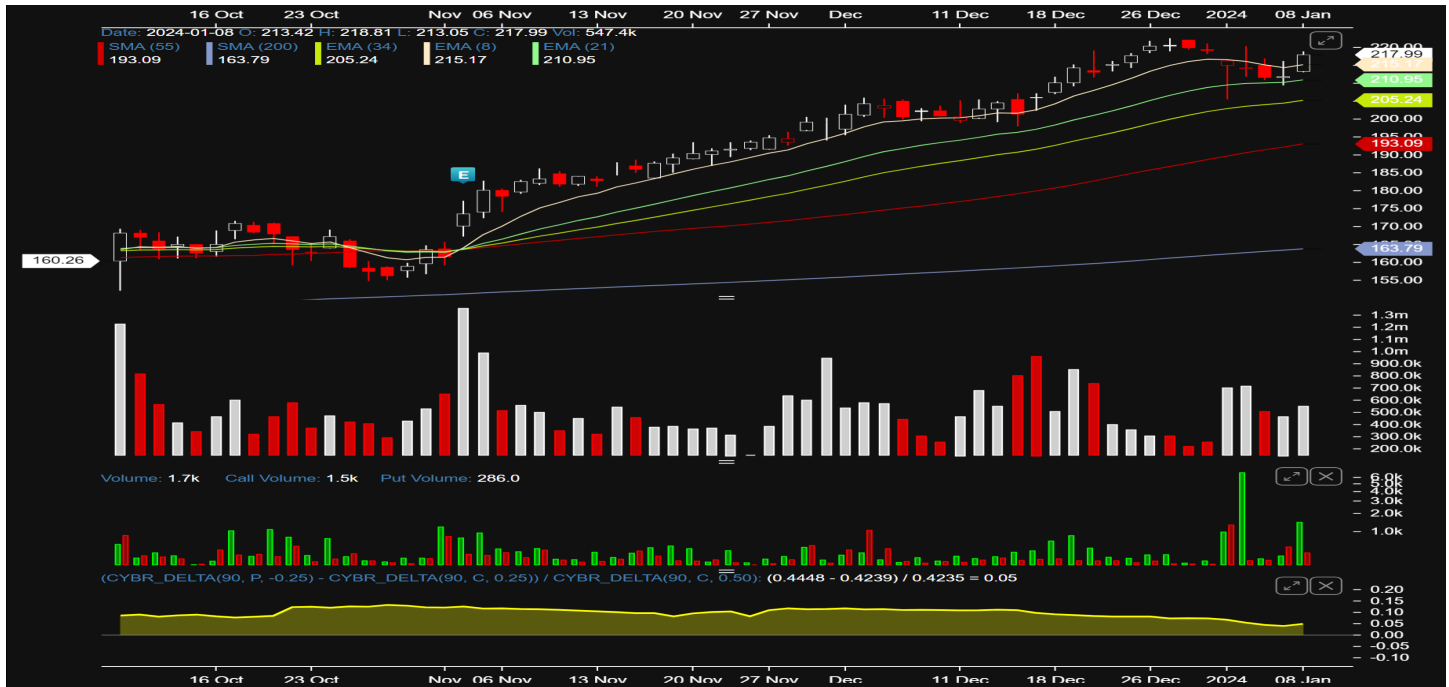 16 Oct 23 Oct Nov 06 Nov 13 Nov 20 Nov 27 Nov Dec 11 Dec 18 Dec 26 Dec 2024 08 Jan
Date: 2024-01-08 O: 213.42 H: 218.81 L: 213.05 C: 217.99 Vol: 547.4k
SMA (55) SMA (200) EMA (34) EMA (8) EMA (21)
193.09 163.79 205.24 215.17 210.95
220.00
217.99
215.17
210.95
205.24
200.00
195.00
193.09
190.00
185.00
E
180.00
175.00
170.00
163.79
160.26
160.00
155.00
1.3m
1.2m
1.1m
1.0m
900.0k
800.0k
700.0k
600.0k
500.0k
400.0k
300.0k
200.0k
Volume: 1.7k Call Volume: 1.5k Put Volume: 286.0
6.0k
5.0k
4.0k
3.0k
2.0k
1.0k
(CYBR_DELTA(90, P, -0.25) - CYBR_DELTA(90, C, 0.25)) / CYBR_DELTA(90, C, 0.50): (0.4448 - 0.4239) / 0.4235 = 0.05
0.20
0.15
0.10
0.05
0.00
-0.05
-0.10
16 Oct 23 Oct Nov 06 Nov 13 Nov 20 Nov 27 Nov Dec 11 Dec 18 Dec 26 Dec 2024 08 Jan